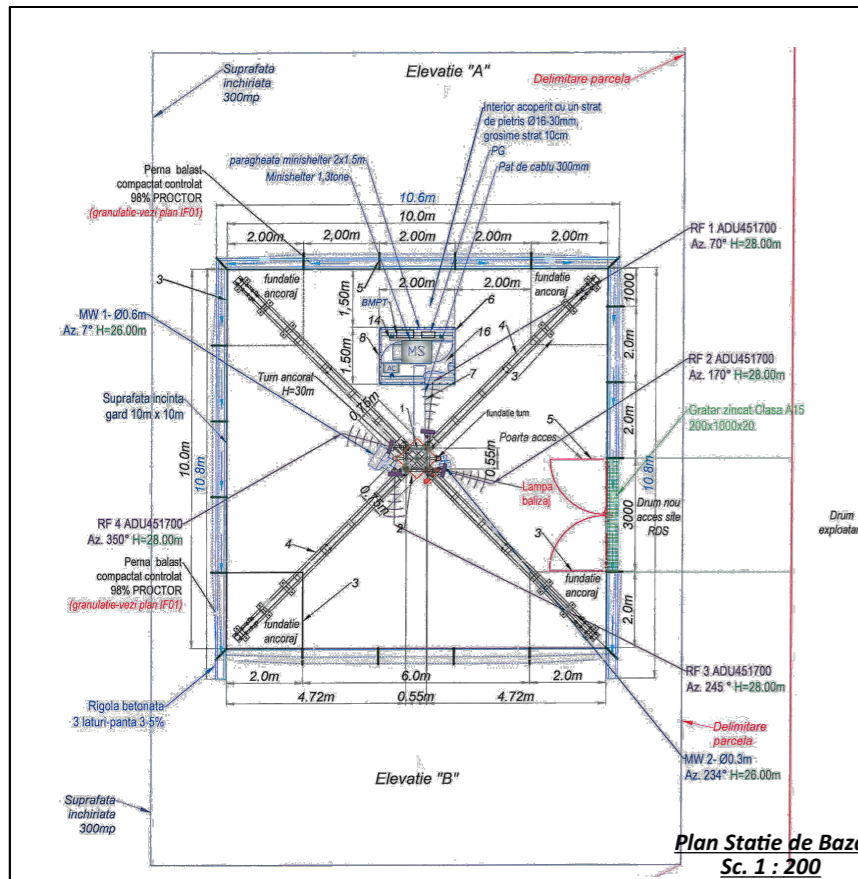 Elevatie "A"
Suprafata
inchiriata
300mp
Delimitare parcela
Interior acoperit cu un strat
de pietris Ø16-30mm,
grosime strat 10cm
PG
Pat de cablu 300mm
paragheata minishelter 2x1.5m
Minishelter 1,3tone
Perna balast
compactat controlat
98% PROCTOR
(granulatie-vezi plan IF01)
10.6m
10.0m
2.00m
2,00m
2.00m
2.00m
2.00m
RF 1 ADU451700
Az. 70° H=28.00m
3
fundatie
ancoraj
5
2.00m
2.00m
fundatie
ancoraj
1000
BMPT
6
1,50m
14
16
4
MW 1- Ø0.6m
Az. 7° H=26.00m
8
MS
2.0m
1.50m
AC
7
3
RF 2 ADU451700
Az. 170° H=28.00m
Turn ancorat
H=30m
Suprafata incinta
gard 10m x 10m
0,75m
1
fundatie turn
2.0m
5
Gratar zincat Clasa A15
200x1000x20
Poarta acces
10.0m
10.8m
0.55m
10.8m
Lampa
balizaj
0,75m
2
Drum nou
acces site
RDS
3000
Drum
exploatar
RF 4 ADU451700
Az. 350° H=28.00m
4
3
Perna balast
compactat controlat
98% PROCTOR
(granulatie-vezi plan IF01)
3
fundatie
ancoraj
fundatie
ancoraj
2.0m
RF 3 ADU451700
Az. 245 ° H=28.00m
2.0m
6.0m
2.0m
4.72m
0.55m
4.72m
Rigola betonata
3 laturi-panta 3-5%
Delimitare
parcela
MW 2- Ø0.3m
Az. 234° H=26.00m
Elevatie "B"
Suprafata
inchiriata
300mp
Plan Statie de Baza
Sc. 1 : 200